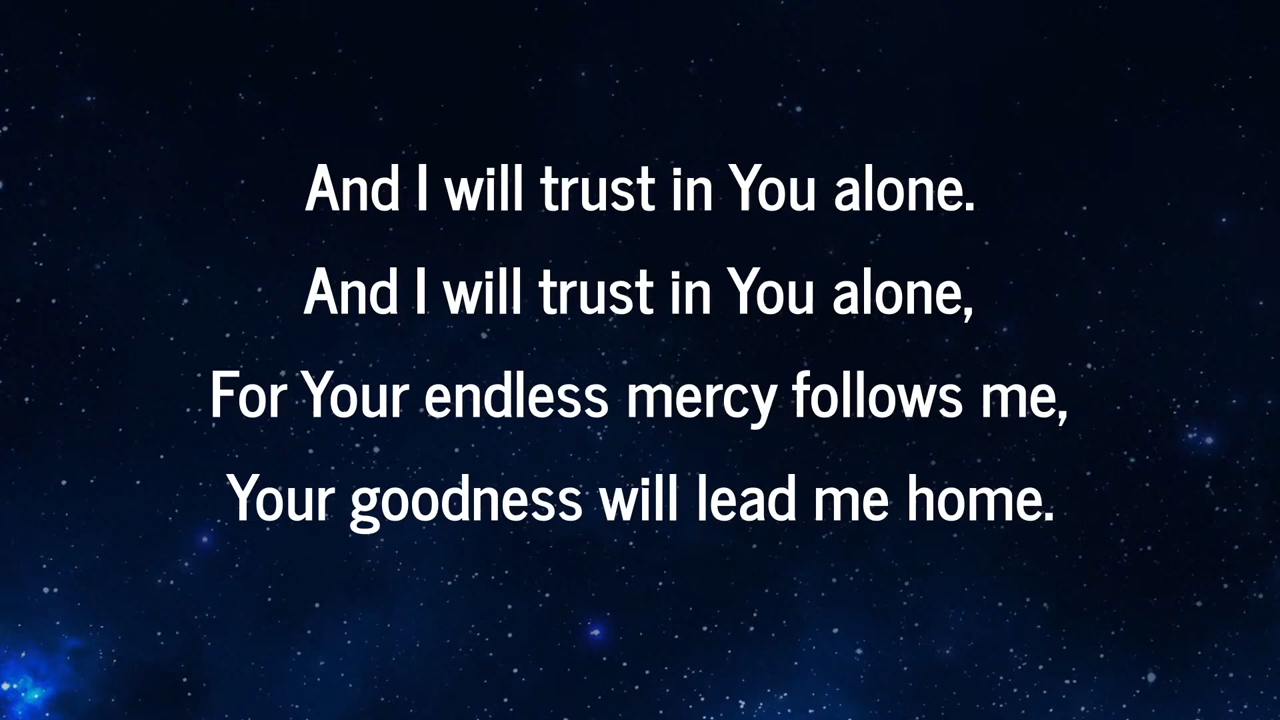 And I will trust in You alone.
And I will trust in You alone,
For Your endless mercy follows me,
Your goodness will lead me home.